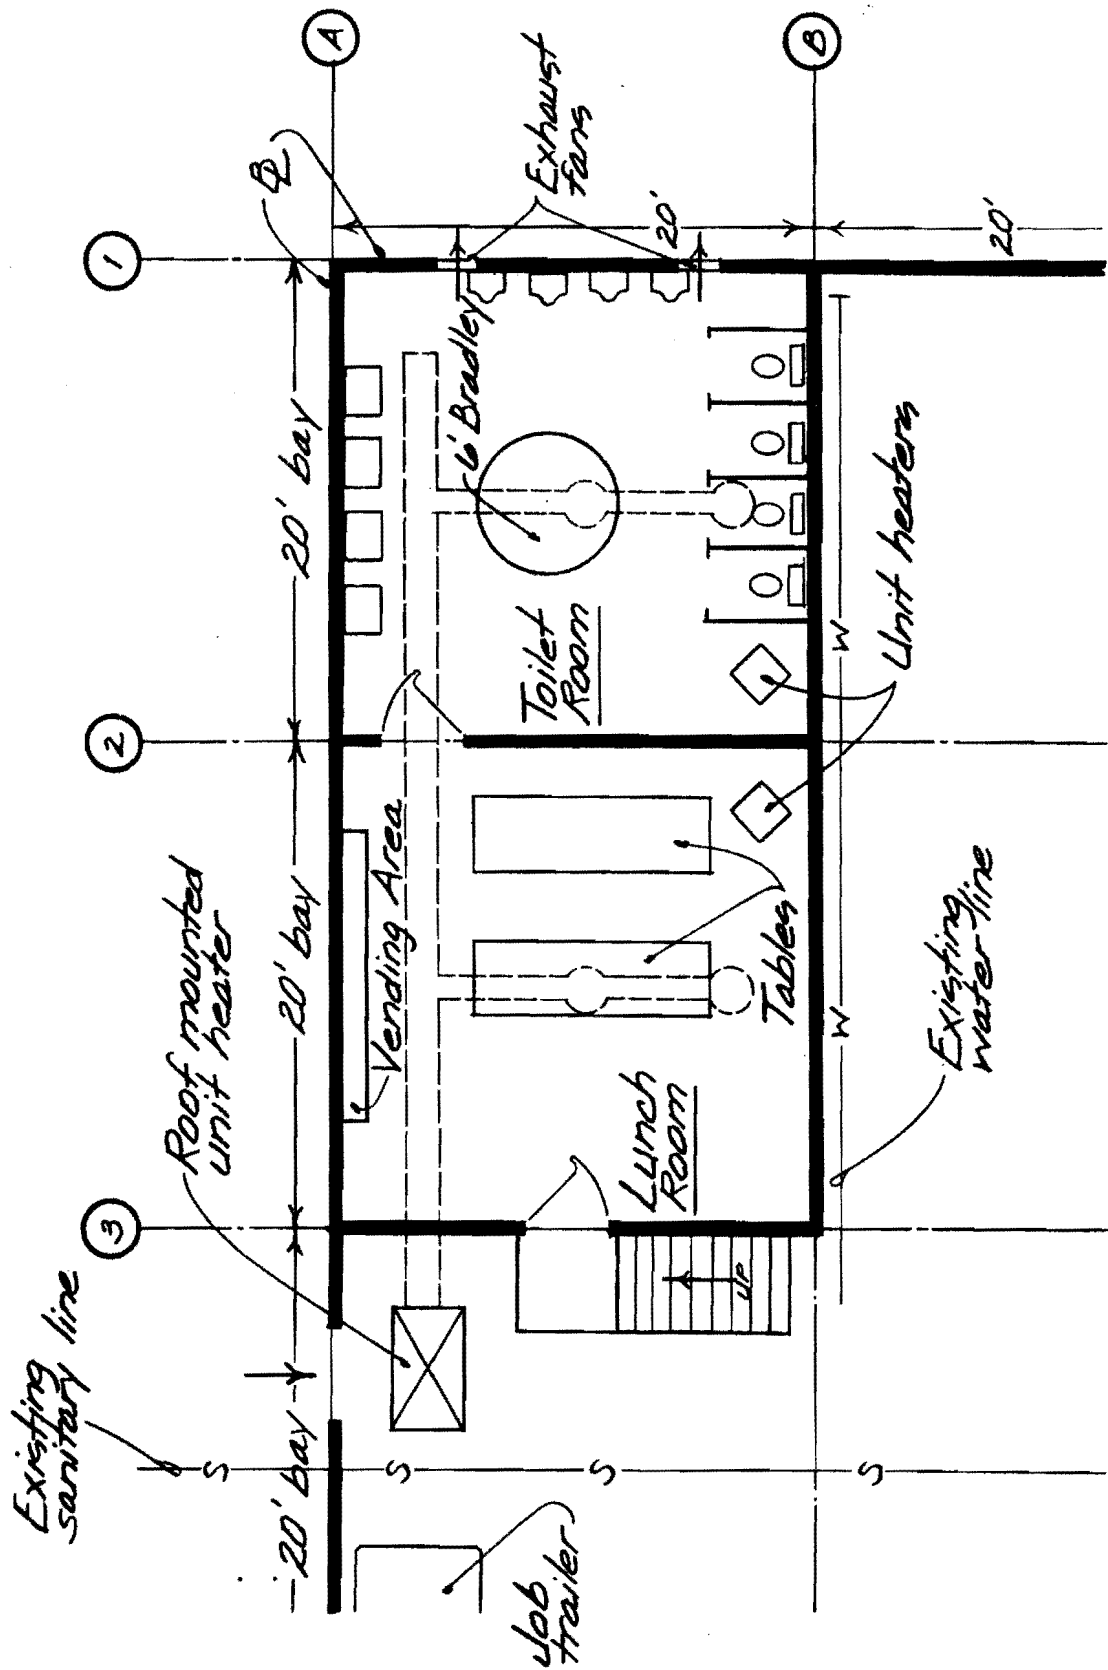 Existing
sanitary line
3
2
1
Roof mounted
unit heater
PL
S
20' bay
20' bay
20' bay
A
S
Vending Area
6' Bradley
Exhaust
fans
Job
trailer
Toilet
Room
S
Lunch
Room
20'
UP
Tables
B
W
W
S
Unit heaters
Existing
water line
20'